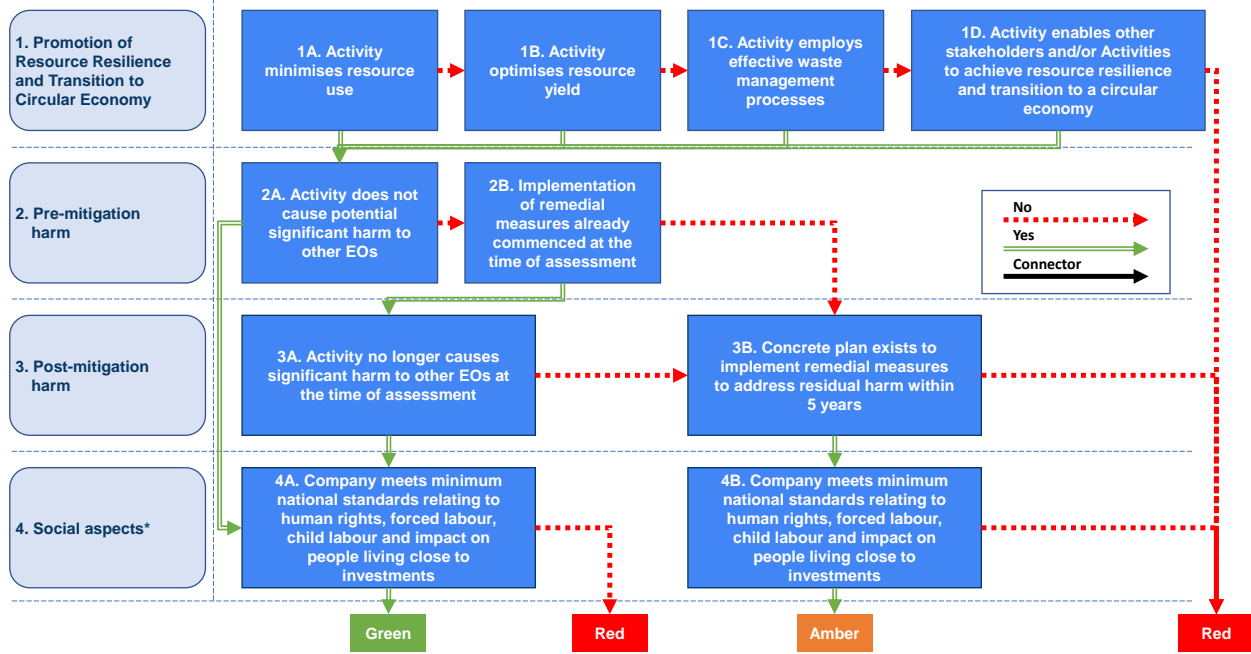 1. Promotion of
Resource Resilience
and Transition to
Circular Economy
1A. Activity
minimises resource
use
1B. Activity
optimises resource
yield
1C. Activity employs
effective waste
management
processes
1D. Activity enables other
stakeholders and/or Activities
to achieve resource resilience
and transition to a circular
economy
2. Pre-mitigation
harm
2A. Activity does not
cause potential
significant harm to
other EOs
2B. Implementation
of remedial
measures already
commenced at the
time of assessment
No
Yes
Connector
3. Post-mitigation
harm
3A. Activity no longer causes
significant harm to other EOs at
the time of assessment
3B. Concrete plan exists to
implement remedial measures
to address residual harm within
5 years
4. Social aspects*
4A. Company meets minimum
national standards relating to
human rights, forced labour,
child labour and impact on
people living close to
investments
4B. Company meets minimum
national standards relating to
human rights, forced labour,
child labour and impact on
people living close to
investments
Green
Red
Amber
Red